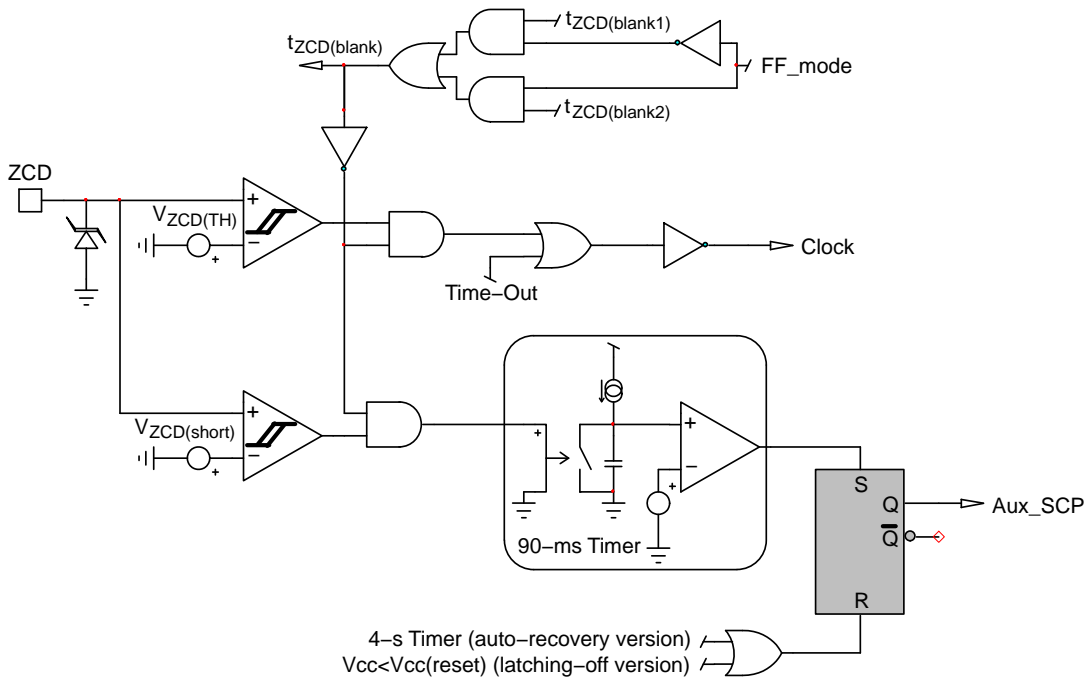 tZCD(blank1)
tZCD(blank)
FF_mode
tZCD(blank2)
ZCD
+
VZCD(TH)
−
+
Clock
Time−Out
+
VZCD(short)
−
+
+
+
−
+
S
Q
Aux_SCP
Q
90−ms Timer
R
4−s Timer (auto−recovery version)
Vcc<Vcc(reset) (latching−off version)